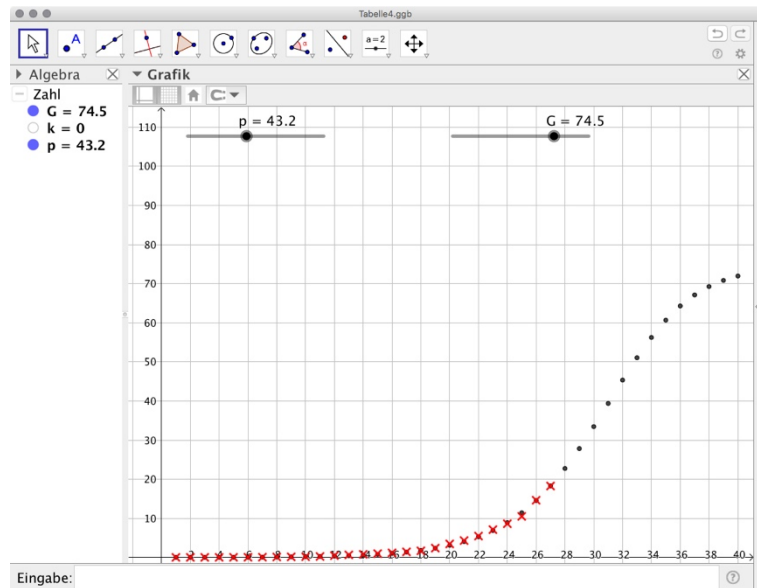 Tabelle4.ggb
A
a=2
Algebra
Grafik
Zahl
G = 74.5
k = 0
p = 43.2
p = 43.2
G = 74.5
110
100
90
80
70
60
50
40
30
20
10
2 4 6 8 10 12 14 16 18 20 22 24 26 28 30 32 34 36 38 40
Eingabe: